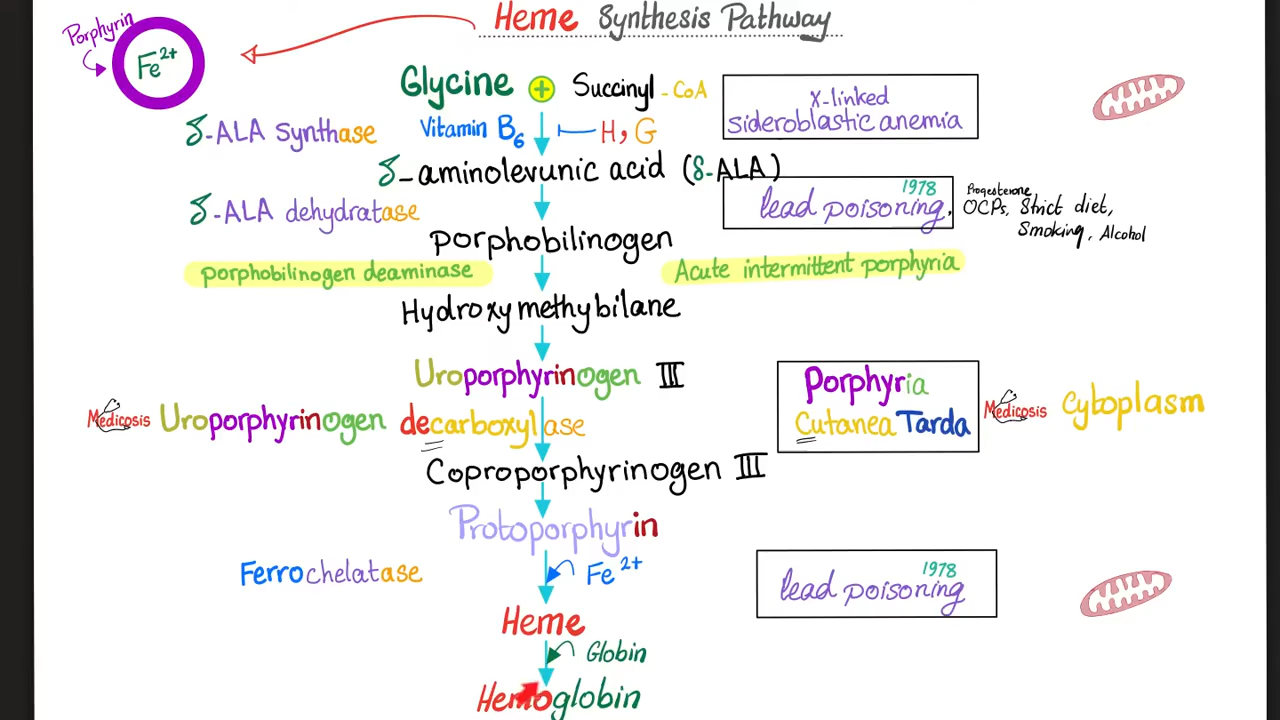 Heme Synthesis Pathway
Porphyrin
Fe2+
Glycine + Succinyl-CoA
X-linked
sideroblastic anemia
δ-ALA synthase
Vitamin B6
H, G
δ-aminolevunic acid (δ-ALA)
δ-ALA dehydratase
1978
lead poisoning.
Progesterone
OCPs, Strict diet,
Smoking, Alcohol
porphobilinogen
porphobilinogen deaminase
Acute intermittent porphyria
Hydroxymethybilane
Uroporphyrinogen III
Medicosis
Uroporphyrinogen decarboxylase
Porphyria
Cutanea Tarda
Medicosis
Cytoplasm
Coproporphyrinogen III
Protoporphyrin
Ferrochelatase
Fe2+
1978
lead poisoning
Heme
Globin
Hemoglobin